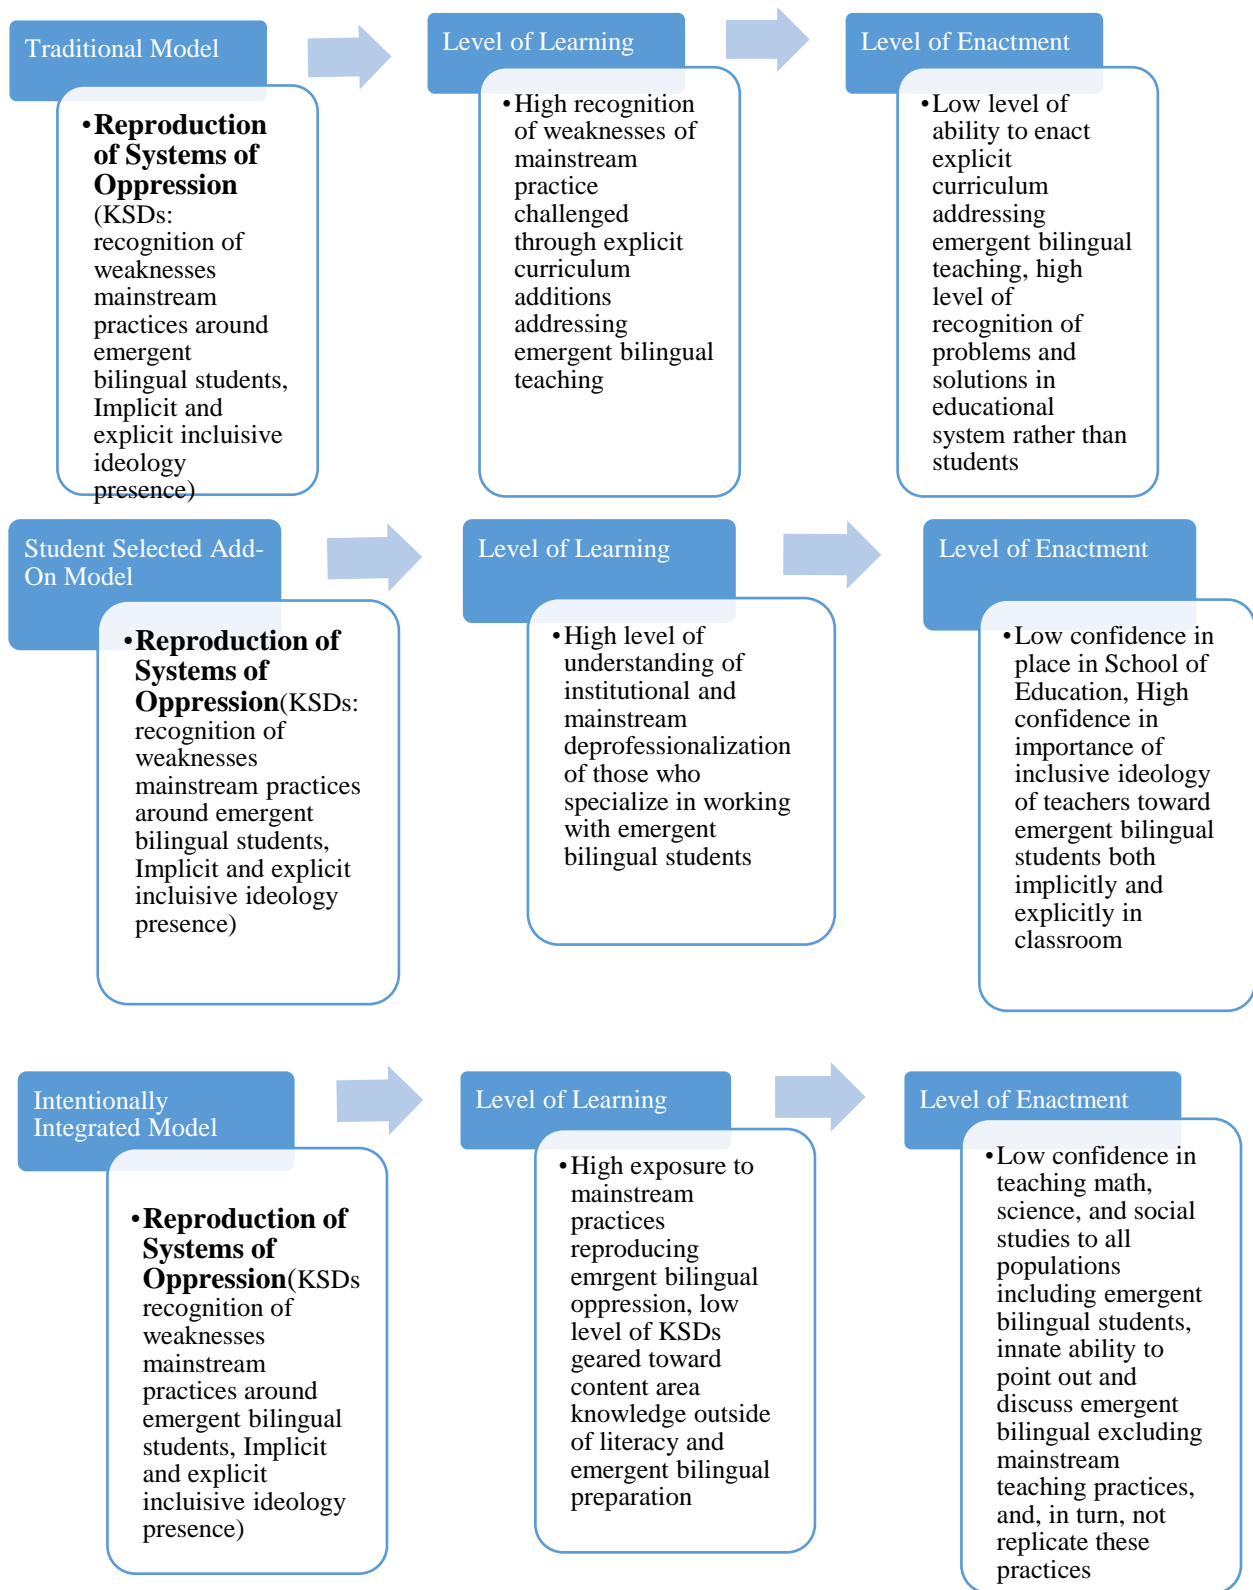 Traditional Model
•Reproduction
of Systems of
Oppression
(KSDs:
recognition of
weaknesses
mainstream
practices around
emergent
bilingual students,
Implicit and
explicit incluisive
ideology
presence)
Level of Learning
•High recognition
of weaknesses of
mainstream
practice
challenged
through explicit
curriculum
additions
addressing
emergent bilingual
teaching
Level of Enactment
•Low level of
ability to enact
explicit
curriculum
addressing
emergent bilingual
teaching, high
level of
recognition of
problems and
solutions in
educational
system rather than
students
Student Selected Add-
On Model
•Reproduction of
Systems of
Oppression(KSDs:
recognition of
weaknesses
mainstream practices
around emergent
bilingual students,
Implicit and explicit
incluisive ideology
presence)
Level of Learning
•High level of
understanding of
institutional and
mainstream
deprofessionalization
of those who
specialize in working
with emergent
bilingual students
Level of Enactment
•Low confidence in
place in School of
Education, High
confidence in
importance of
inclusive ideology
of teachers toward
emergent bilingual
students both
implicitly and
explicitly in
classroom
Intentionally
Integrated Model
•Reproduction of
Systems of
Oppression(KSDs
recognition of
weaknesses
mainstream
practices around
emergent bilingual
students, Implicit
and explicit
incluisive ideology
presence)
Level of Learning
•High exposure to
mainstream
practices
reproducing
emrgent bilingual
oppression, low
level of KSDs
geared toward
content area
knowledge outside
of literacy and
emergent bilingual
preparation
Level of Enactment
•Low confidence in
teaching math,
science, and social
studies to all
populations
including emergent
bilingual students,
innate ability to
point out and
discuss emergent
bilingual excluding
mainstream
teaching practices,
and, in turn, not
replicate these
practices